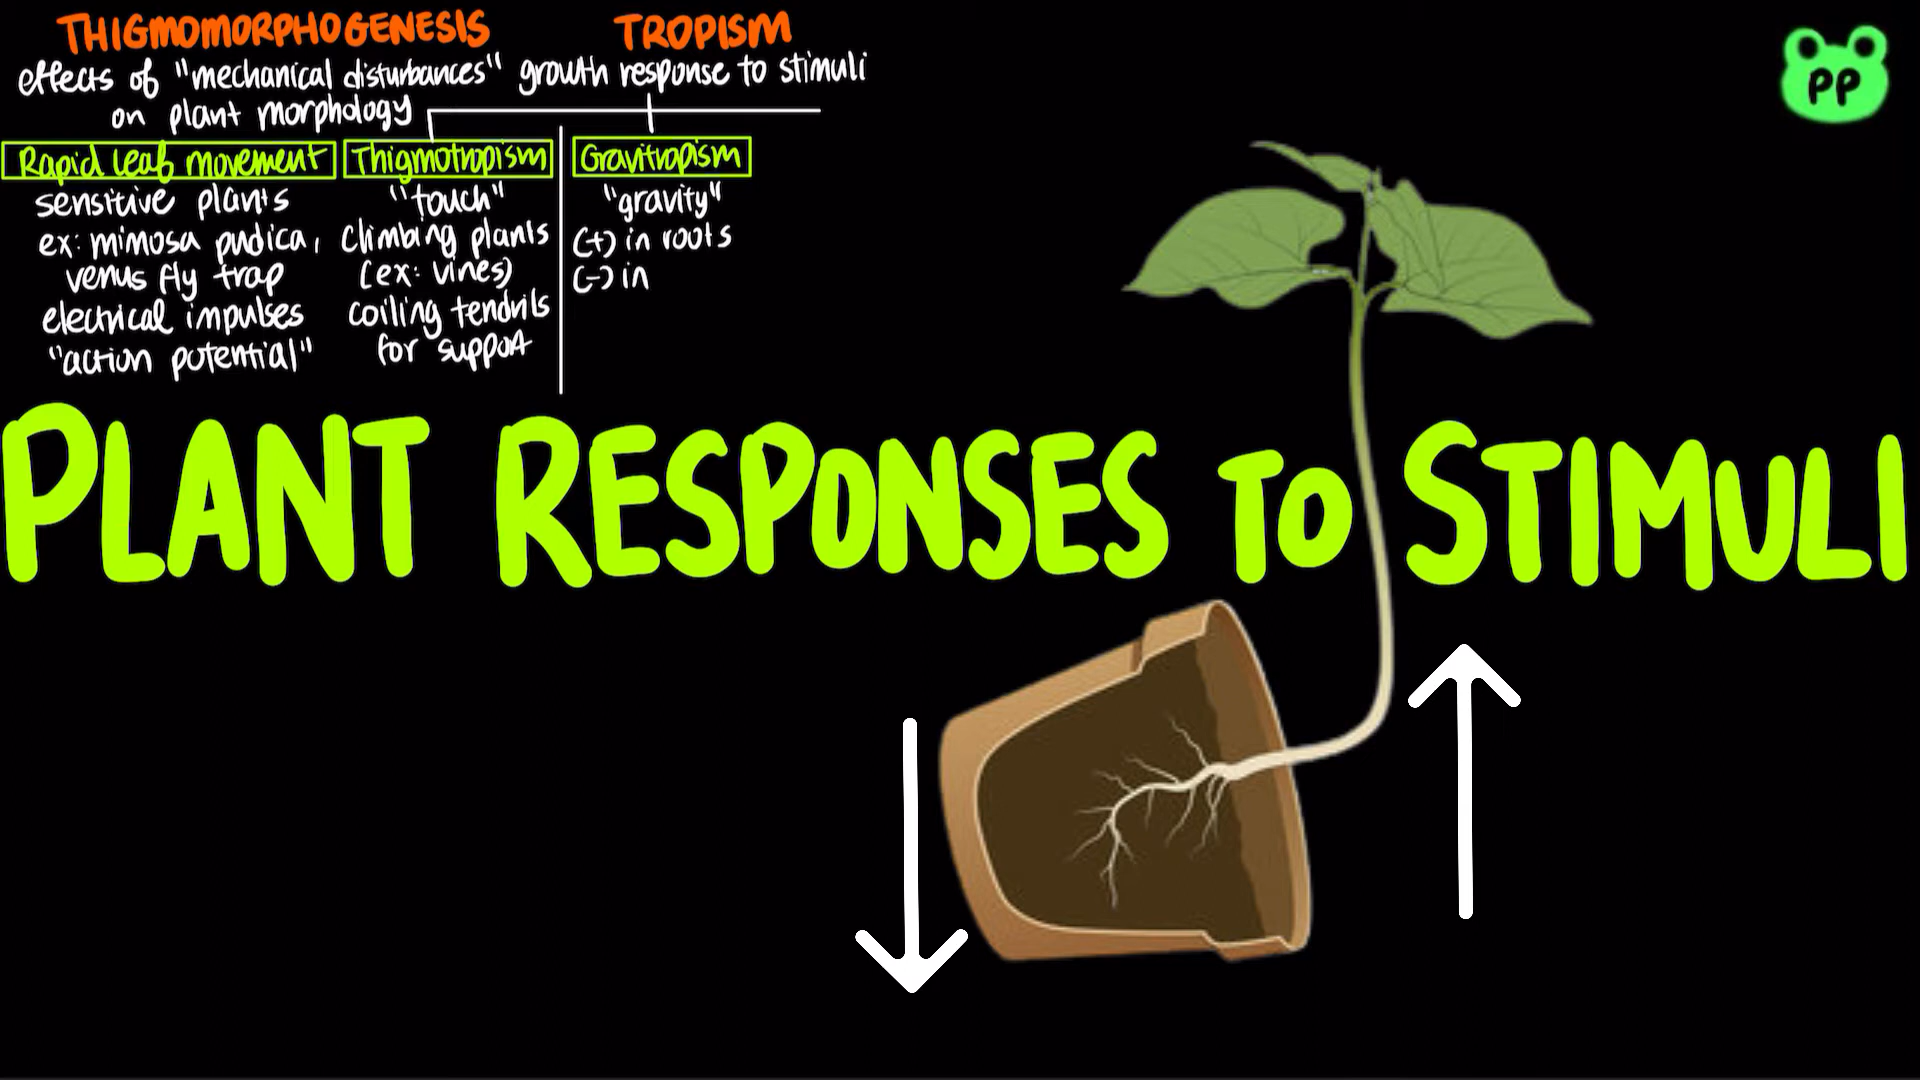 THIGMOMORPHOGENESIS
effects of "mechanical disturbances"
on plant morphology
TROPISM
growth response to stimuli
Rapid leaf movement
sensitive plants
ex: mimosa pudica,
venus fly trap
electrical impulses
"action potential"
Thigmotropism
"touch"
climbing plants
(ex: vines)
coiling tendrils
for support
Gravitropism
"gravity"
(+) in roots
(-) in
PLANT RESPONSES TO STIMULI
PP